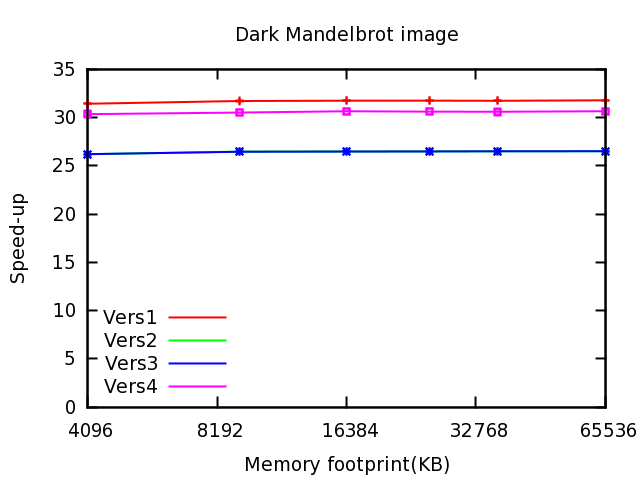 Dark Mandelbrot image
35
30
25
20
15
10
5
0
Speed-up
Vers1
Vers2
Vers3
Vers4
4096 8192 16384 32768 65536
Memory footprint(KB)